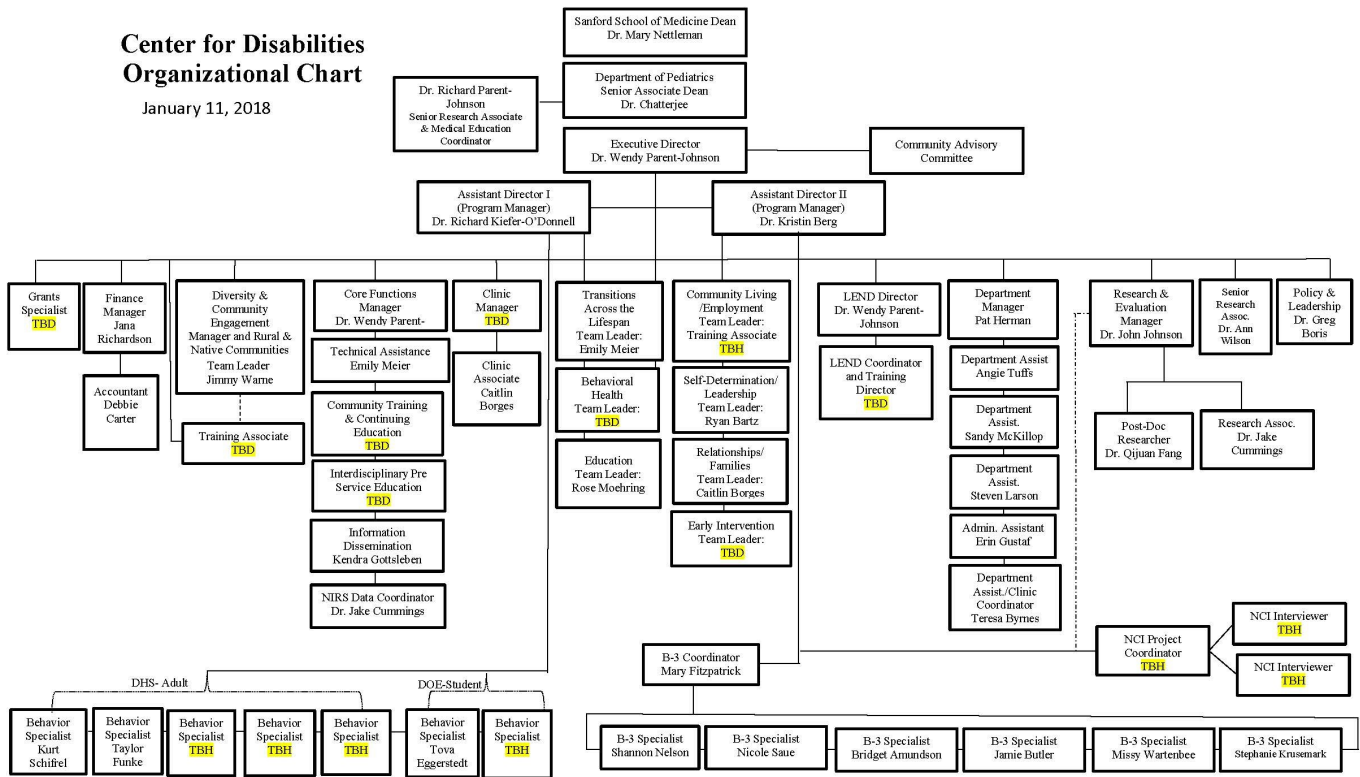 Center for Disabilities
Organizational Chart
January 11, 2018
Sanford School of Medicine Dean
Dr. Mary Nettleman
Department of Pediatrics
Senior Associate Dean
Dr. Chatterjee
Dr. Richard Parent-
Johnson
Senior Research Associate
& Medical Education
Coordinator
Executive Director
Dr. Wendy Parent-Johnson
Community Advisory
Committee
Assistant Director I
(Program Manager)
Dr. Richard Kiefer-O'Donnell
Assistant Director II
(Program Manager)
Dr. Kristin Berg
Grants
Specialist
TBD
Finance
Manager
Jana
Richardson
Accountant
Debbie
Carter
Diversity &
Community
Engagement
Manager and Rural &
Native Communities
Team Leader
Jimmy Warne
Training Associate
TBD
Core Functions
Manager
Dr. Wendy Parent-
Technical Assistance
Emily Meier
Community Training
& Continuing
Education
TBD
Interdisciplinary Pre
Service Education
TBD
Information
Dissemination
Kendra Gottsleben
NIRS Data Coordinator
Dr. Jake Cummings
Clinic
Manager
TBD
Clinic
Associate
Caitlin
Borges
Transitions
Across the
Lifespan
Team Leader:
Emily Meier
Behavioral
Health
Team Leader:
TBD
Education
Team Leader:
Rose Moehring
Community Living
/Employment
Team Leader:
Training Associate
TBH
Self-Determination/
Leadership
Team Leader:
Ryan Bartz
Relationships/
Families
Team Leader:
Caitlin Borges
Early Intervention
Team Leader:
TBD
LEND Director
Dr. Wendy Parent-
Johnson
LEND Coordinator
and Training
Director
TBD
Department
Manager
Pat Herman
Department Assist
Angie Tuffs
Department
Assist.
Sandy McKillop
Department
Assist.
Steven Larson
Admin. Assistant
Erin Gustaf
Department
Assist./Clinic
Coordinator
Teresa Byrnes
Research &
Evaluation
Manager
Dr. John Johnson
Post-Doc
Researcher
Dr. Qijuan Fang
Research Assoc.
Dr. Jake
Cummings
Senior
Research
Assoc.
Dr. Ann
Wilson
Policy &
Leadership
Dr. Greg
Boris
NCI Project
Coordinator
TBH
NCI Interviewer
TBH
NCI Interviewer
TBH
B-3 Coordinator
Mary Fitzpatrick
DHS- Adult
DOE-Student
Behavior
Specialist
Kurt
Schifrel
Behavior
Specialist
Taylor
Funke
Behavior
Specialist
TBH
Behavior
Specialist
TBH
Behavior
Specialist
TBH
Behavior
Specialist
Tova
Eggerstedt
Behavior
Specialist
TBH
B-3 Specialist
Shannon Nelson
B-3 Specialist
Nicole Saue
B-3 Specialist
Bridget Amundson
B-3 Specialist
Jamie Butler
B-3 Specialist
Missy Wartenbee
B-3 Specialist
Stephanie Krusemark